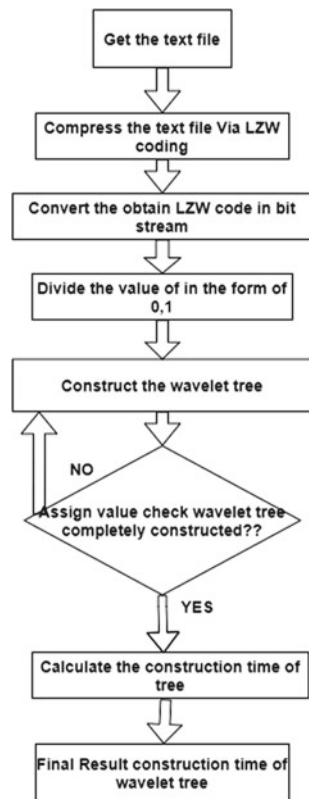 Get the text file
Compress the text file Via LZW
coding
Convert the obtain LZW code in bit
stream
Divide the value of in the form of
0,1
Construct the wavelet tree
NO
Assign value check wavelet tree
completely constructed??
YES
Calculate the construction time of
tree
Final Result construction time of
wavelet tree